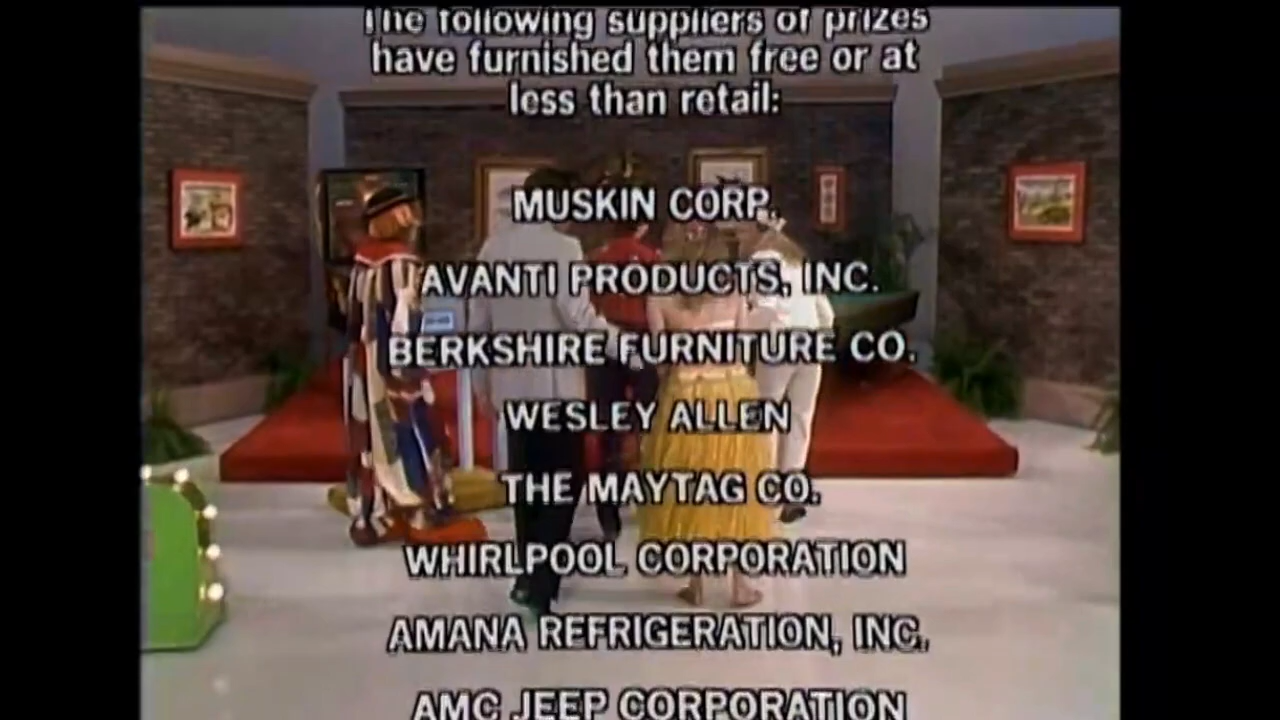 The following suppliers of prizes
have furnished them free or at
less than retail:
MUSKIN CORP.
AVANTI PRODUCTS, INC.
BERKSHIRE FURNITURE CO.
WESLEY ALLEN
THE MAYTAG CO.
WHIRLPOOL CORPORATION
AMANA REFRIGERATION, INC.
AMC JEEP CORPORATION